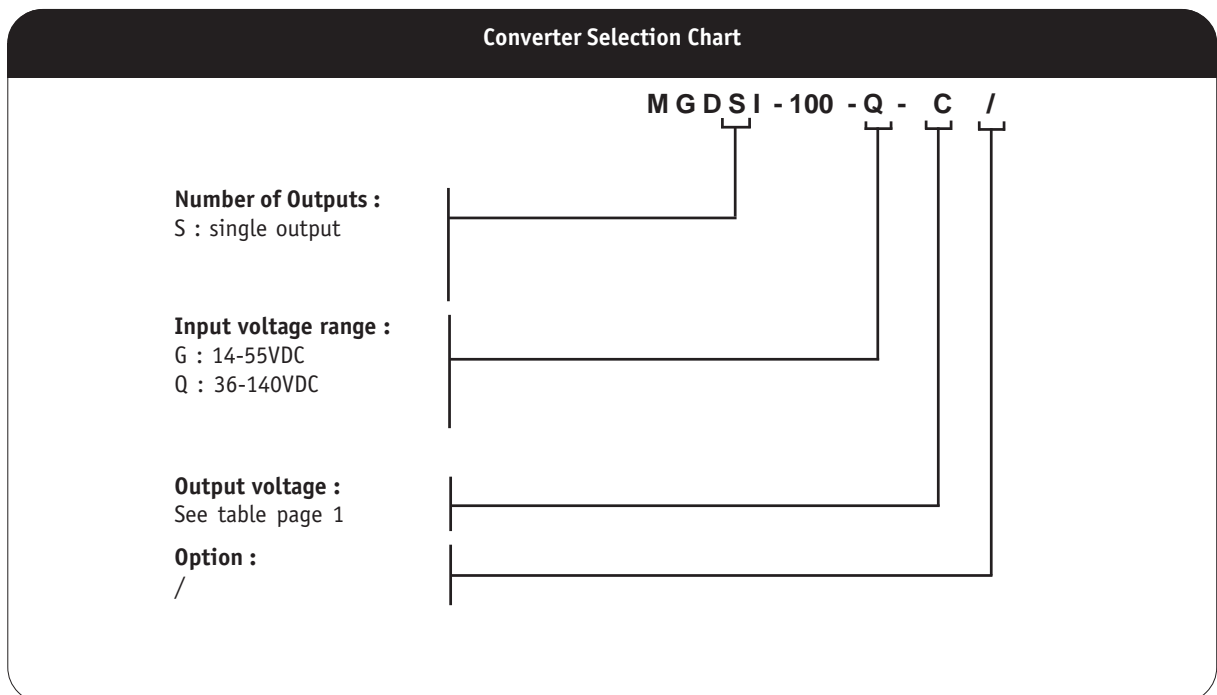 Converter Selection Chart
M G D S I - 100 - Q - C /
Number of Outputs :
S : single output
Input voltage range :
G : 14-55VDC
Q : 36-140VDC
Output voltage :
See table page 1
Option :
/